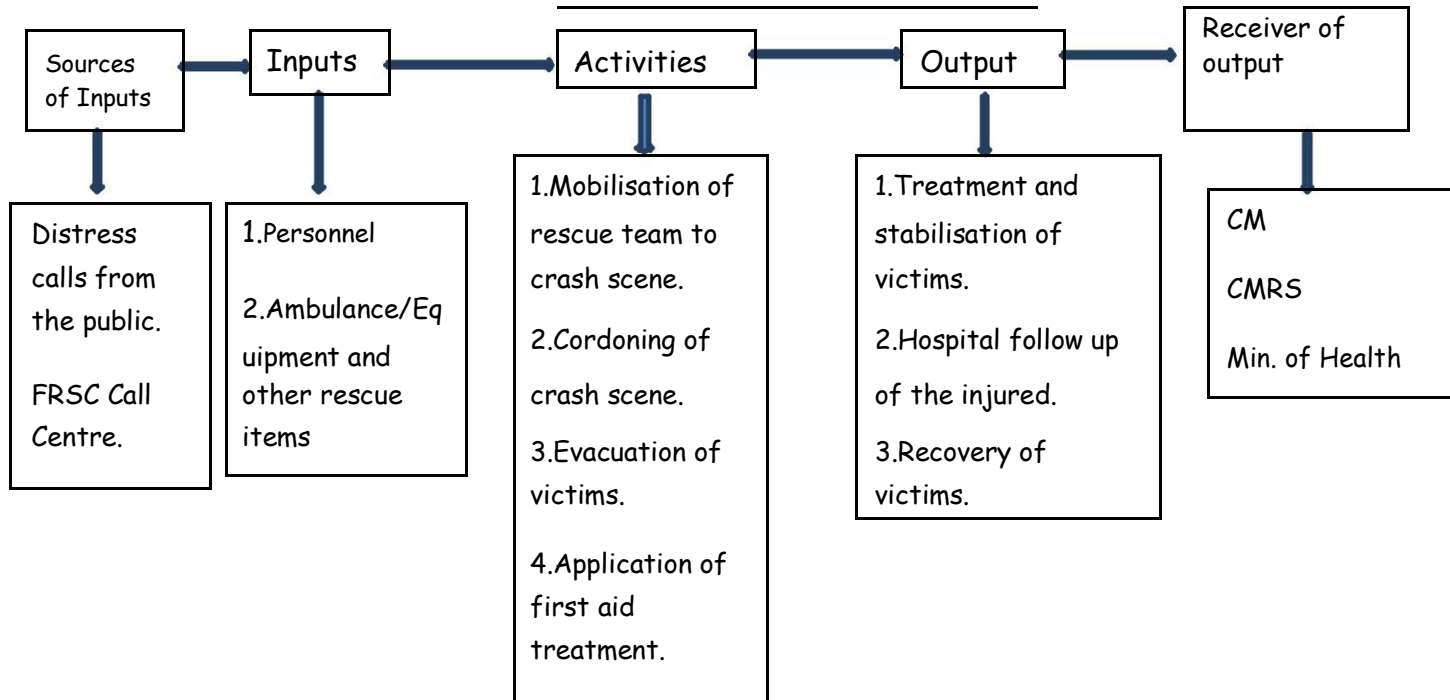 Sources
of Inputs
Inputs
Activities
Output
Receiver of
output
Distress
calls from
the public.
FRSC Call
Centre.
1.Personnel
2.Ambulance/Eq
uipment and
other rescue
items
1.Mobilisation of
rescue team to
crash scene.
2.Cordoning of
crash scene.
3.Evacuation of
victims.
4.Application of
first aid
treatment.
1.Treatment and
stabilisation of
victims.
2.Hospital follow up
of the injured.
3.Recovery of
victims.
CM
CMRS
Min. of Health